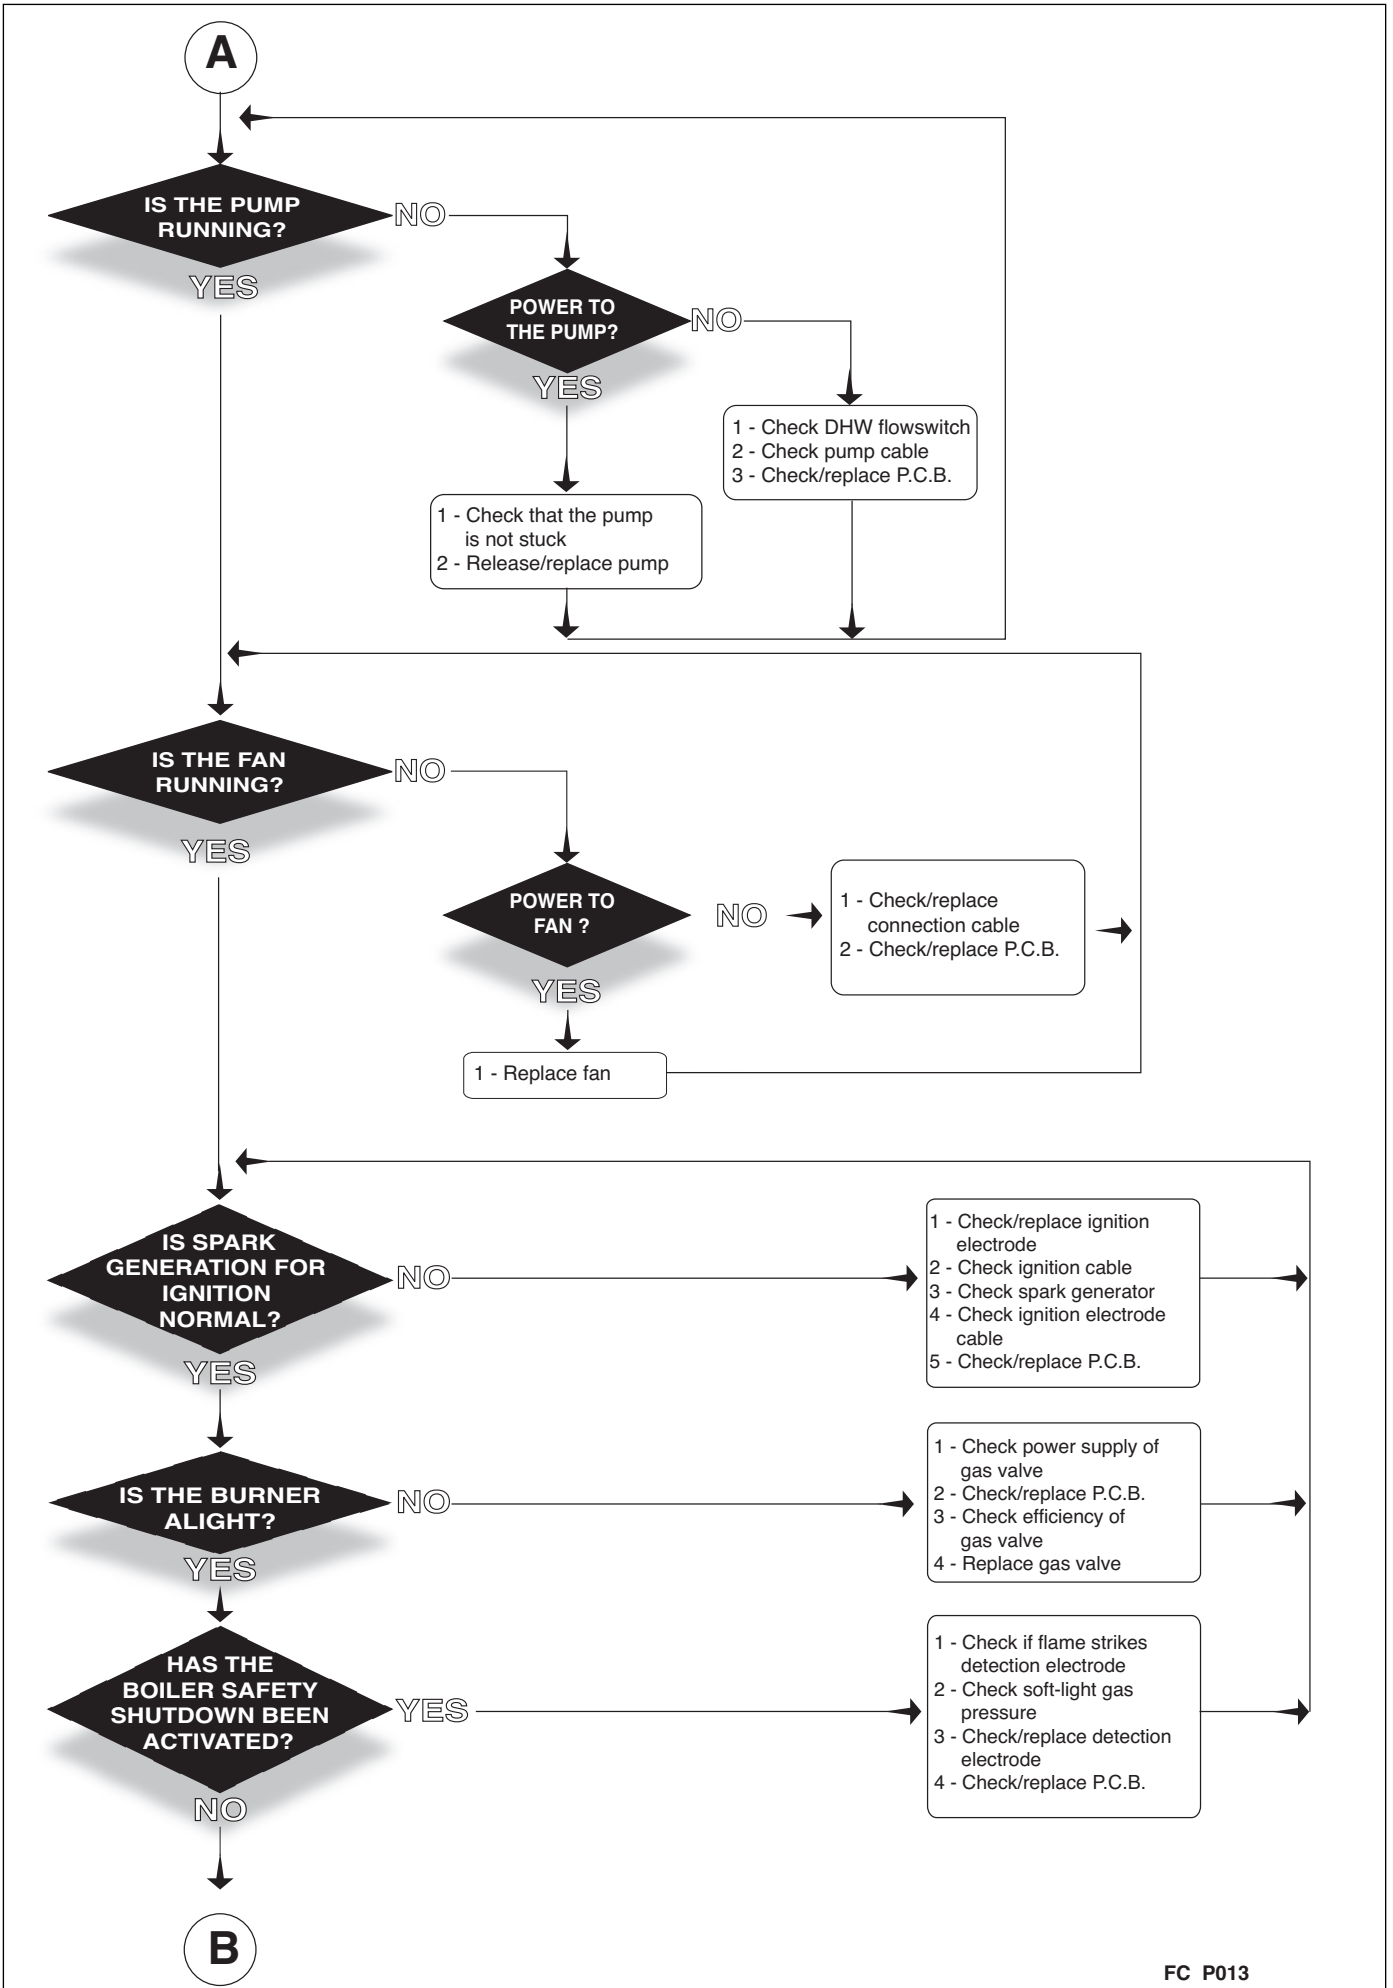 A
IS THE PUMP
RUNNING?
NO
YES
POWER TO
THE PUMP?
NO
YES
1 - Check DHW flowswitch
2 - Check pump cable
3 - Check/replace P.C.B.
1 - Check that the pump
is not stuck
2 - Release/replace pump
IS THE FAN
RUNNING?
NO
YES
POWER TO
FAN ?
NO
YES
1 - Check/replace
connection cable
2 - Check/replace P.C.B.
1 - Replace fan
IS SPARK
GENERATION FOR
IGNITION
NORMAL?
NO
YES
1 - Check/replace ignition
electrode
2 - Check ignition cable
3 - Check spark generator
4 - Check ignition electrode
cable
5 - Check/replace P.C.B.
IS THE BURNER
ALIGHT?
NO
YES
1 - Check power supply of
gas valve
2 - Check/replace P.C.B.
3 - Check efficiency of
gas valve
4 - Replace gas valve
HAS THE
BOILER SAFETY
SHUTDOWN BEEN
ACTIVATED?
YES
NO
1 - Check if flame strikes
detection electrode
2 - Check soft-light gas
pressure
3 - Check/replace detection
electrode
4 - Check/replace P.C.B.
B
FC P013